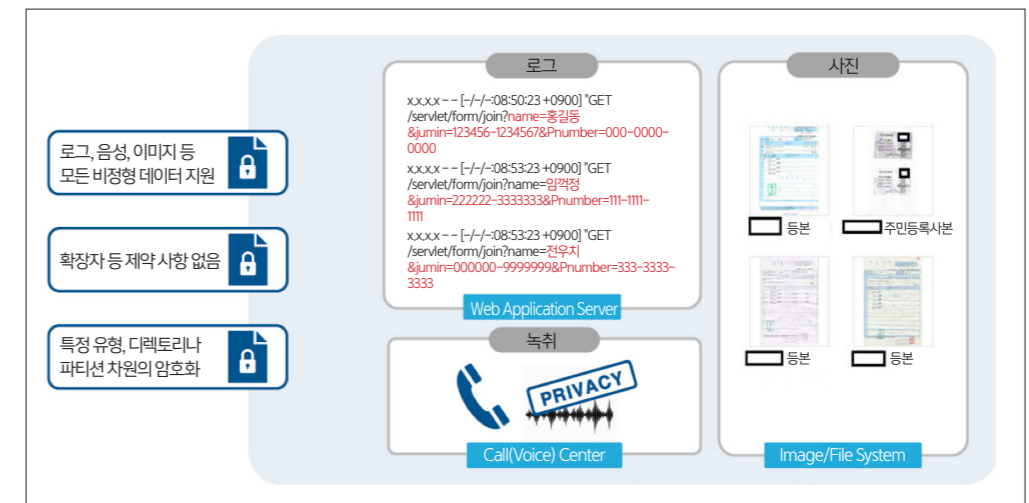 로그, 음성, 이미지 등
모든 비정형 데이터 지원
확장자 등 제약 사항 없음
특정 유형, 디렉토리나
파티션 차원의 암호화
로그
x.x.x.x - - [-/-/-:08:50:23 +0900] "GET
/servlet/form/join?name=홍길동
&jumin=123456-1234567&Pnumber=000-0000-
0000
x.x.x.x - - [-/-/-:08:53:23 +0900] "GET
/servlet/form/join?name=임꺽정
&jumin=222222-3333333&Pnumber=111-1111-
1111
x.x.x.x - - [-/-/-:08:53:23 +0900] "GET
/servlet/form/join?name=전우치
&jumin=000000-9999999&Pnumber=333-3333-
3333
Web Application Server
녹취
PRIVACY
Call(Voice) Center
사진
등본
주민등록사본
등본
등본
Image/File System